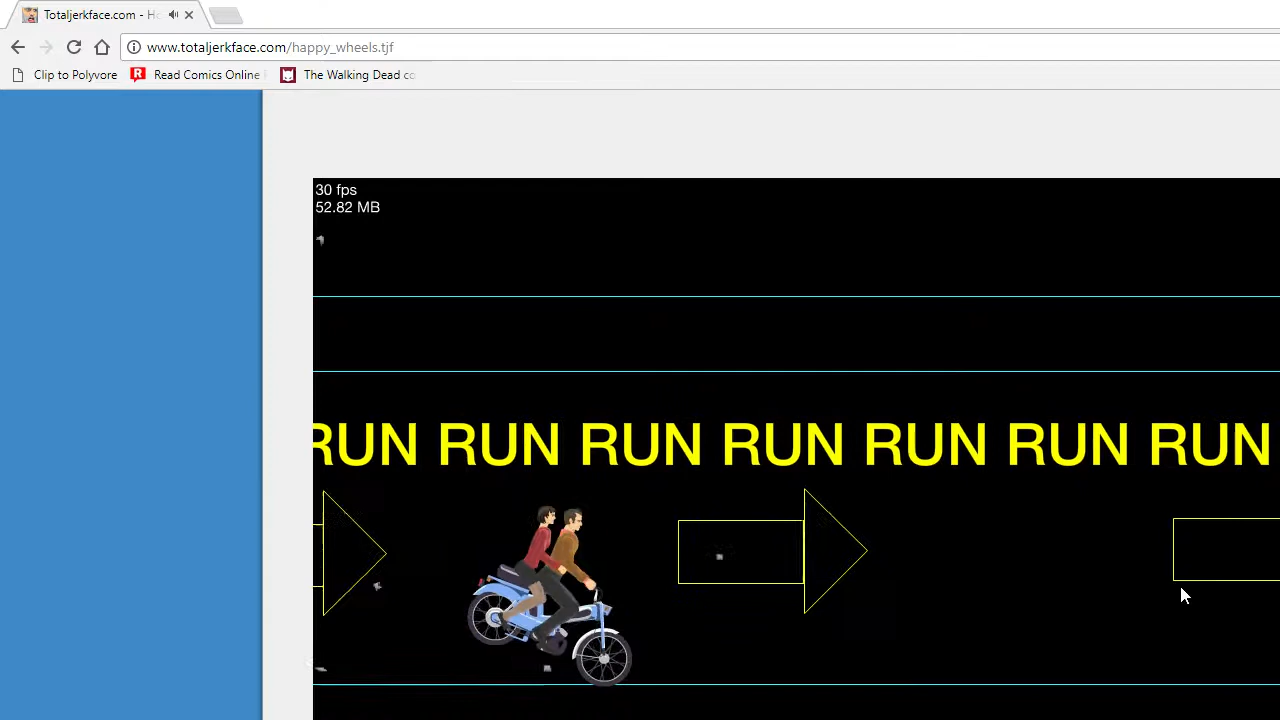 Totaljerkface.com - Ho
www.totaljerkface.com/happy_wheels.tjf
Clip to Polyvore R Read Comics Online The Walking Dead co
30 fps
52.82 MB
RUN RUN RUN RUN RUN RUN RUN